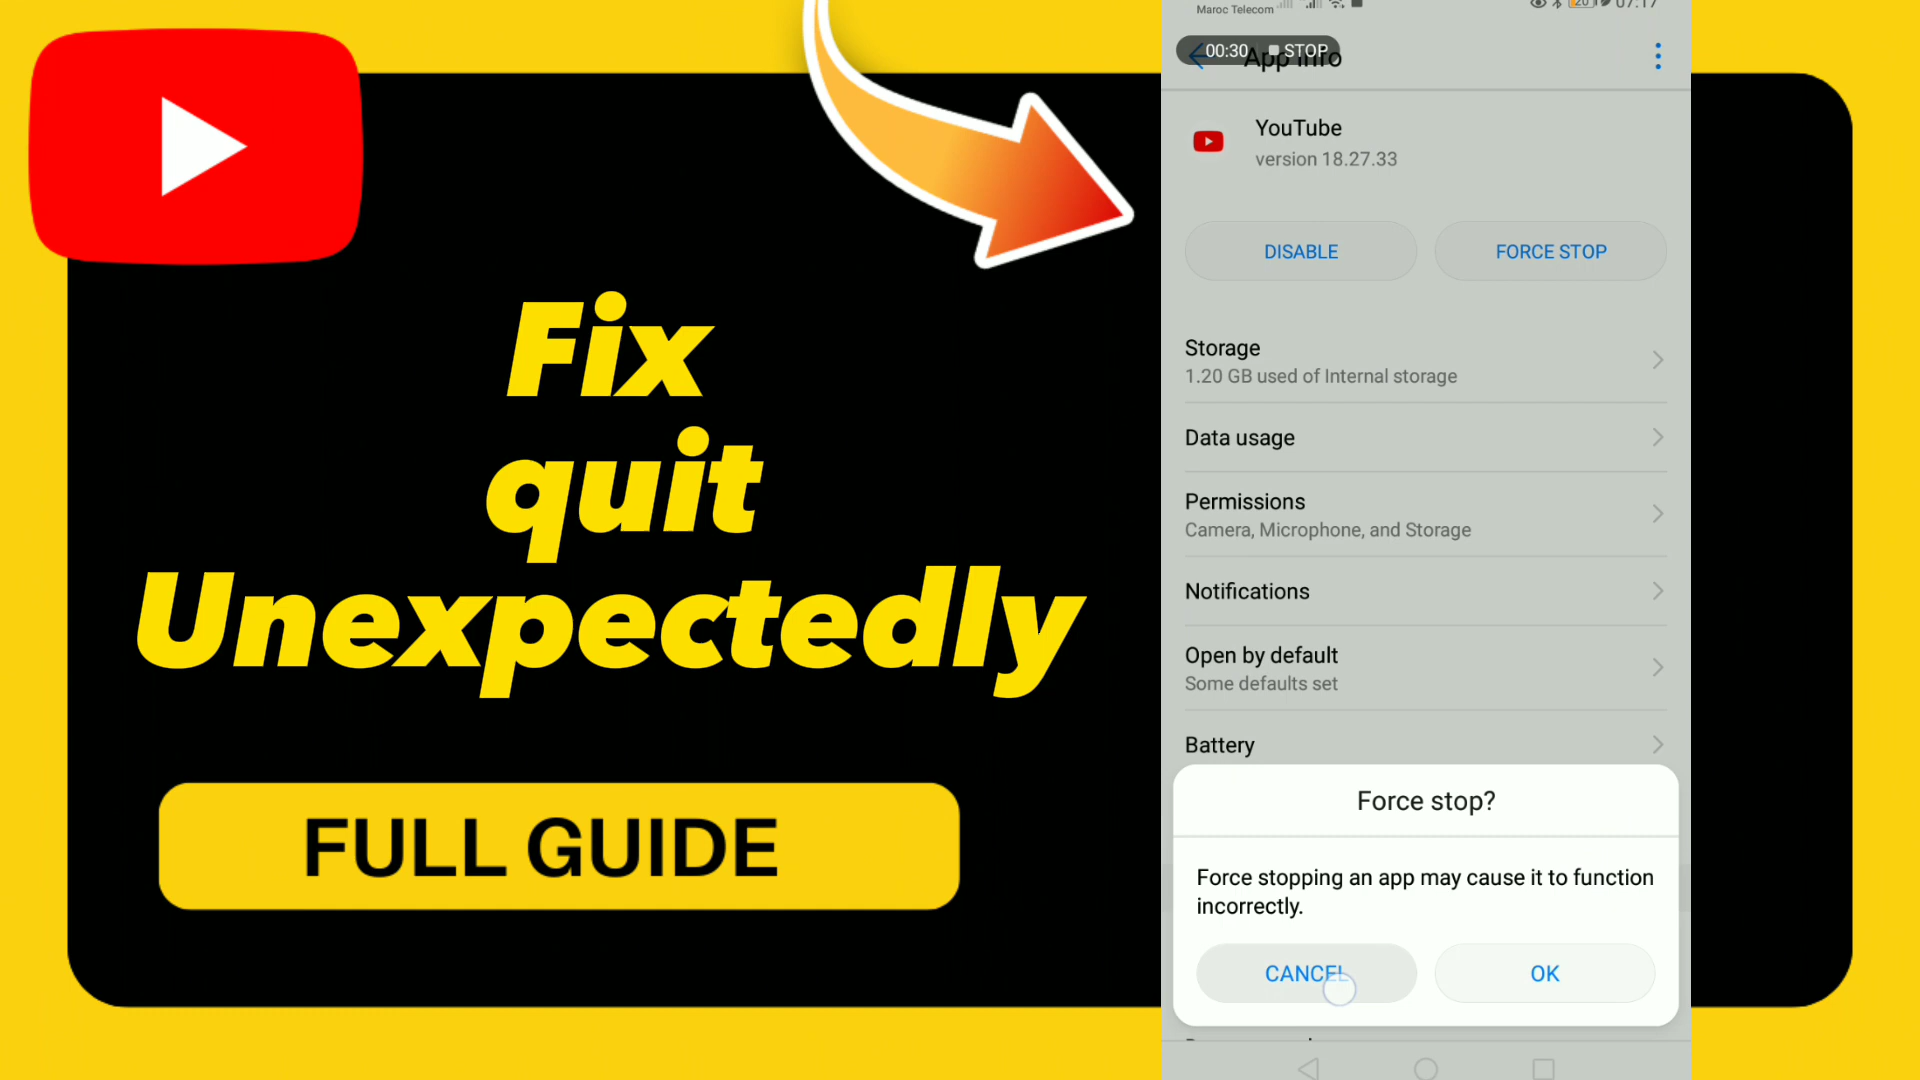 Fix
quit
Unexpectedly
FULL GUIDE
Maroc Telecom
20
07:17
00:30 STOP
App info
YouTube
version 18.27.33
DISABLE
FORCE STOP
Storage
1.20 GB used of Internal storage
Data usage
Permissions
Camera, Microphone, and Storage
Notifications
Open by default
Some defaults set
Battery
Force stop?
Force stopping an app may cause it to function
incorrectly.
CANCEL
OK